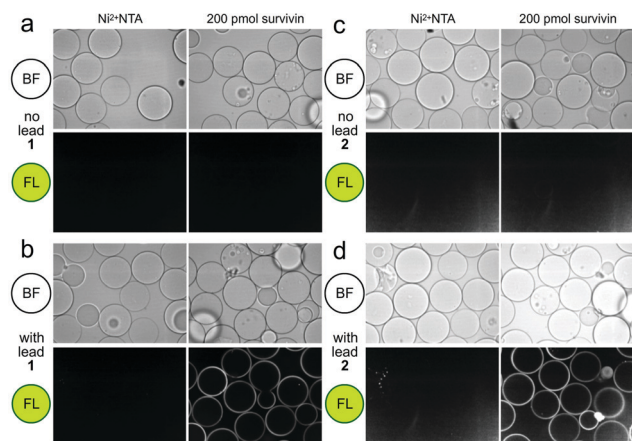 a
Ni²⁺NTA
200 pmol survivin
BF
no
lead
1
FL
b
BF
with
lead
1
FL
c
Ni²⁺NTA
200 pmol survivin
BF
no
lead
2
FL
d
BF
with
lead
2
FL